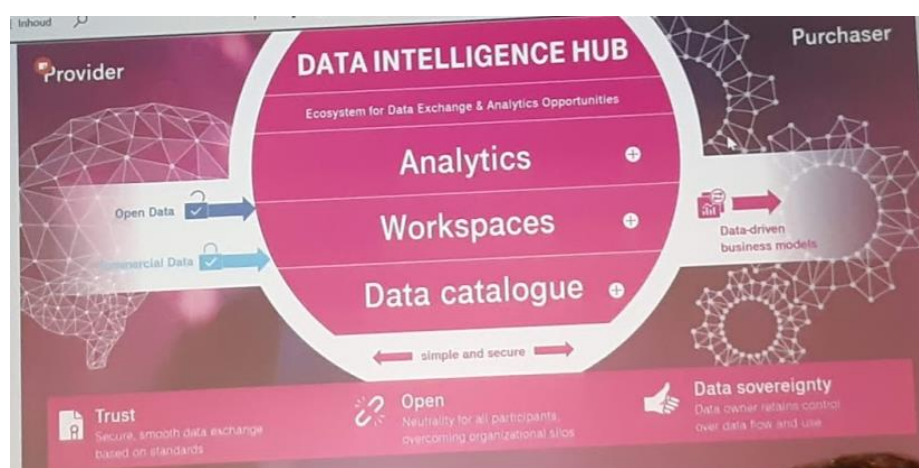 Inhoud
Provider
DATA INTELLIGENCE HUB
Purchaser
Ecosystem for Data Exchange & Analytics Opportunities
Analytics
Open Data
Workspaces
Data-driven
business models
Commercial Data
Data catalogue
simple and secure
Trust
Secure, smooth data exchange
based on standards
Open
Neutrality for all participants,
overcoming organizational silos
Data sovereignty
Data owner retains control
over data flow and use